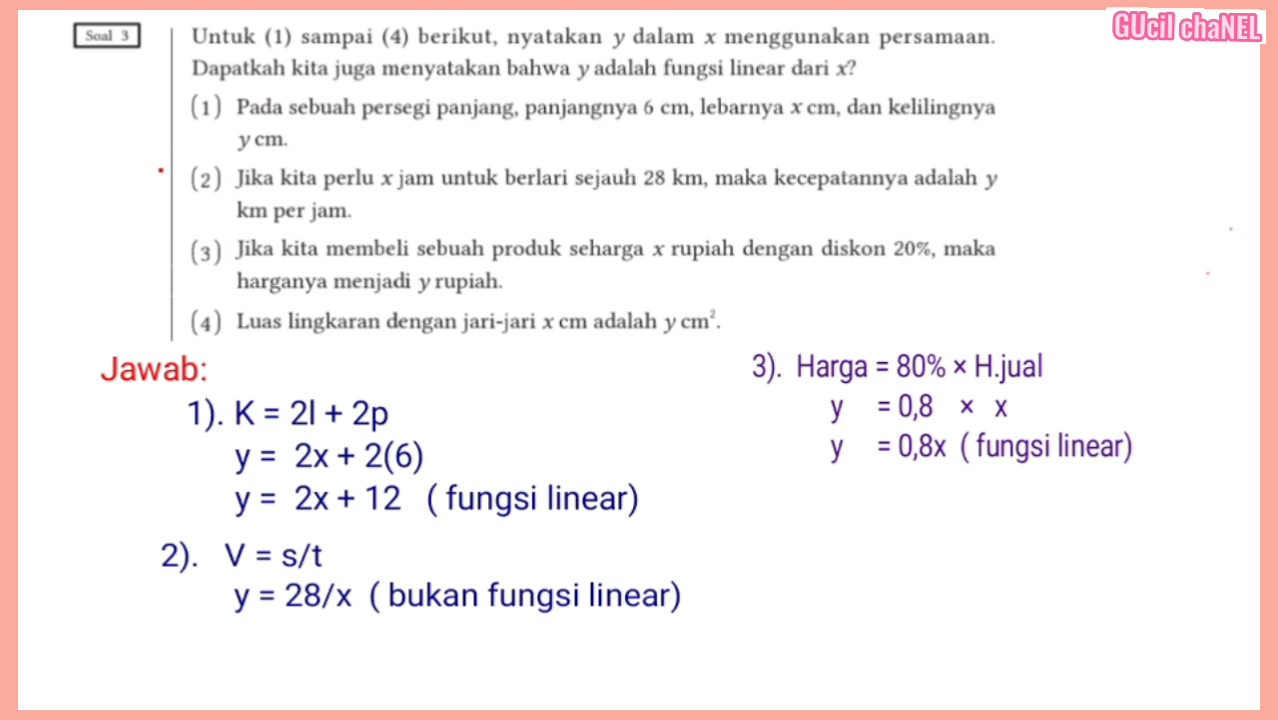 GUcil chaNEL
Soal 3
Untuk (1) sampai (4) berikut, nyatakan y dalam x menggunakan persamaan.
Dapatkah kita juga menyatakan bahwa y adalah fungsi linear dari x?
(1) Pada sebuah persegi panjang, panjangnya 6 cm, lebarnya x cm, dan kelilingnya
y cm.
(2) Jika kita perlu x jam untuk berlari sejauh 28 km, maka kecepatannya adalah y
km per jam.
(3) Jika kita membeli sebuah produk seharga x rupiah dengan diskon 20%, maka
harganya menjadi y rupiah.
(4) Luas lingkaran dengan jari-jari x cm adalah y cm².
Jawab:
1). K = 2l + 2p
y = 2x + 2(6)
y = 2x + 12 ( fungsi linear)
2). V = s/t
y = 28/x ( bukan fungsi linear)
3). Harga = 80% × H.jual
y = 0,8 × x
y = 0,8x ( fungsi linear)